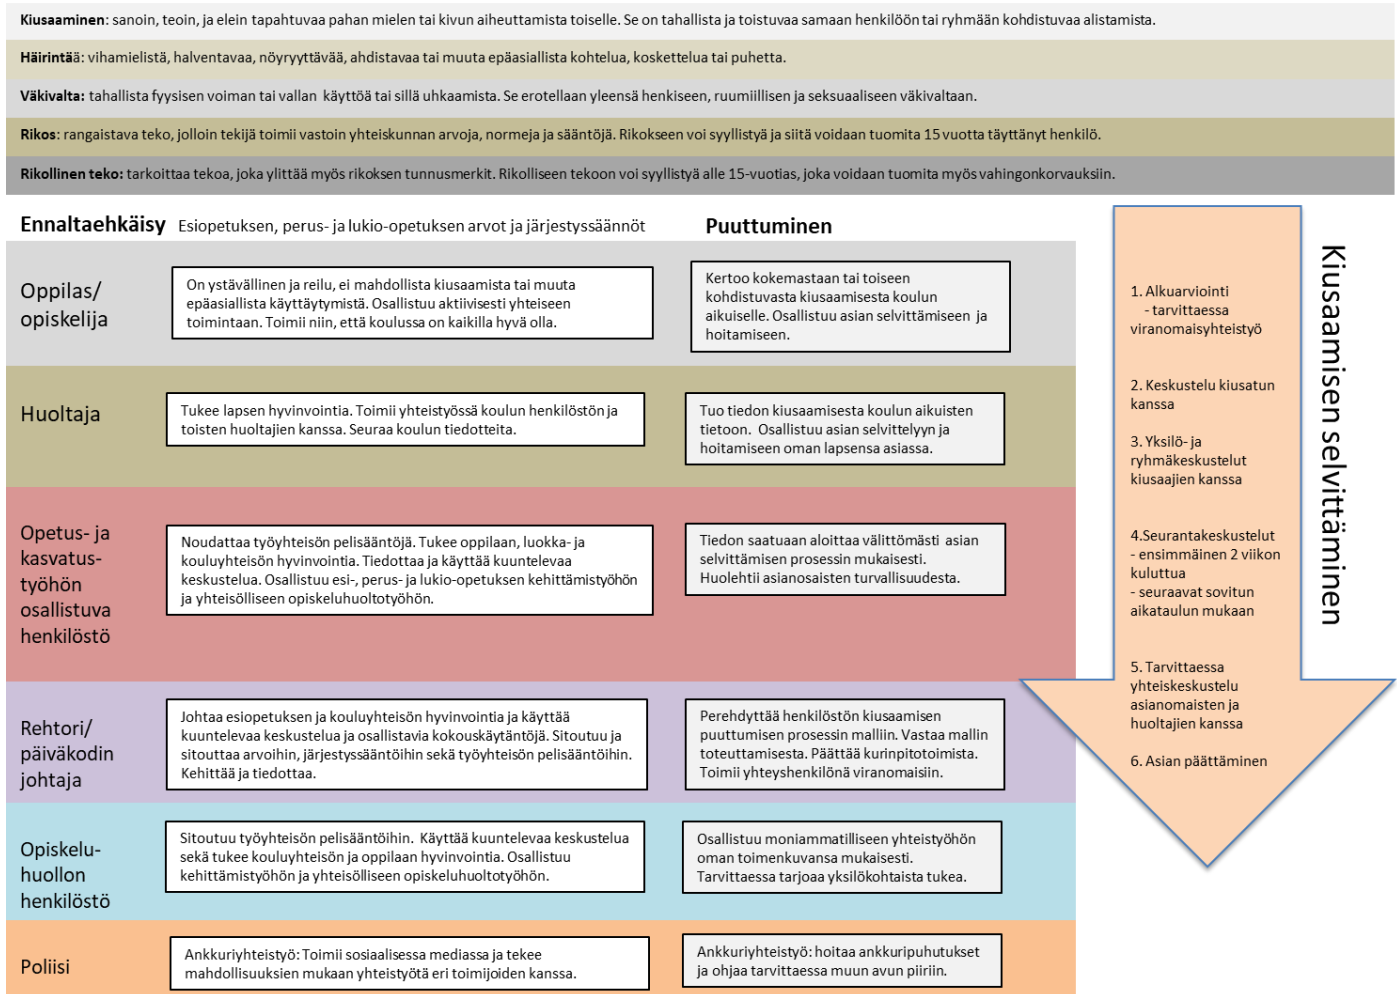 Kiusaaminen: sanoin, teoin, ja elein tapahtuvaa pahan mielen tai kivun aiheuttamista toiselle. Se on tahallista ja toistuvaa samaan henkilöön tai ryhmään kohdistuvaa alistamista.
Häirintää: vihamielistä, halventavaa, nöyryyttävää, ahdistavaa tai muuta epäasiallista kohtelua, koskettelua tai puhetta.
Väkivalta: tahallista fyysisen voiman tai vallan käyttöä tai sillä uhkaamista. Se erotellaan yleensä henkiseen, ruumiillisen ja seksuaaliseen väkivaltaan.
Rikos: rangaistava teko, jolloin tekijä toimii vastoin yhteiskunnan arvoja, normeja ja sääntöjä. Rikokseen voi syyllistyä ja siitä voidaan tuomita 15 vuotta täyttänyt henkilö.
Rikollinen teko: tarkoittaa tekoa, joka ylittää myös rikoksen tunnusmerkit. Rikolliseen tekoon voi syyllistyä alle 15-vuotias, joka voidaan tuomita myös vahingonkorvauksiin.
Ennaltaehkäisy Esiopetuksen, perus- ja lukio-opetuksen arvot ja järjestyssäännöt
Puuttuminen
Oppilas/
opiskelija
On ystävällinen ja reilu, ei mahdollista kiusaamista tai muuta
epäasiallista käyttäytymistä. Osallistuu aktiivisesti yhteiseen
toimintaan. Toimii niin, että koulussa on kaikilla hyvä olla.
Kertoo kokemastaan tai toiseen
kohdistuvasta kiusaamisesta koulun
aikuiselle. Osallistuu asian selvittämiseen ja
hoitamiseen.
Huoltaja
Tukee lapsen hyvinvointia. Toimii yhteistyössä koulun henkilöstön ja
toisten huoltajien kanssa. Seuraa koulun tiedotteita.
Tuo tiedon kiusaamisesta koulun aikuisten
tietoon. Osallistuu asian selvittelyyn ja
hoitamiseen oman lapsensa asiassa.
Opetus- ja
kasvatus-
työhön
osallistuva
henkilöstö
Noudattaa työyhteisön pelisääntöjä. Tukee oppilaan, luokka- ja
kouluyhteisön hyvinvointia. Tiedottaa ja käyttää kuuntelevaa
keskustelua. Osallistuu esi-, perus- ja lukio-opetuksen kehittämistyöhön
ja yhteisölliseen opiskeluhuoltotyöhön.
Tiedon saatuaan aloittaa välittömästi asian
selvittämisen prosessin mukaisesti.
Huolehtii asianosaisten turvallisuudesta.
Rehtori/
päiväkodin
johtaja
Johtaa esiopetuksen ja kouluyhteisön hyvinvointia ja käyttää
kuuntelevaa keskustelua ja osallistavia kokouskäytäntöjä. Sitoutuu ja
sitouttaa arvoihin, järjestyssääntöihin sekä työyhteisön pelisääntöihin.
Kehittää ja tiedottaa.
Perehdyttää henkilöstön kiusaamisen
puuttumisen prosessin malliin. Vastaa mallin
toteuttamisesta. Päättää kurinpitotoimista.
Toimii yhteyshenkilönä viranomaisiin.
Opiskelu-
huollon
henkilöstö
Sitoutuu työyhteisön pelisääntöihin. Käyttää kuuntelevaa keskustelua
sekä tukee kouluyhteisön ja oppilaan hyvinvointia. Osallistuu
kehittämistyöhön ja yhteisölliseen opiskeluhuoltotyöhön.
Osallistuu moniammatilliseen yhteistyöhön
oman toimenkuvansa mukaisesti.
Tarvittaessa tarjoaa yksilökohtaista tukea.
Poliisi
Ankkuriyhteistyö: Toimii sosiaalisessa mediassa ja tekee
mahdollisuuksien mukaan yhteistyötä eri toimijoiden kanssa.
Ankkuriyhteistyö: hoitaa ankkuripuhutukset
ja ohjaa tarvittaessa muun avun piiriin.
1. Alkuarviointi
- tarvittaessa
viranomaisyhteistyö
2. Keskustelu kiusatun
kanssa
3. Yksilö- ja
ryhmäkeskustelut
kiusaajien kanssa
4.Seurantakeskustelut
- ensimmäinen 2 viikon
kuluttua
- seuraavat sovitun
aikataulun mukaan
5. Tarvittaessa
yhteiskeskustelu
asianomaisten ja
huoltajien kanssa
6. Asian päättäminen
Kiusaamisen selvittäminen